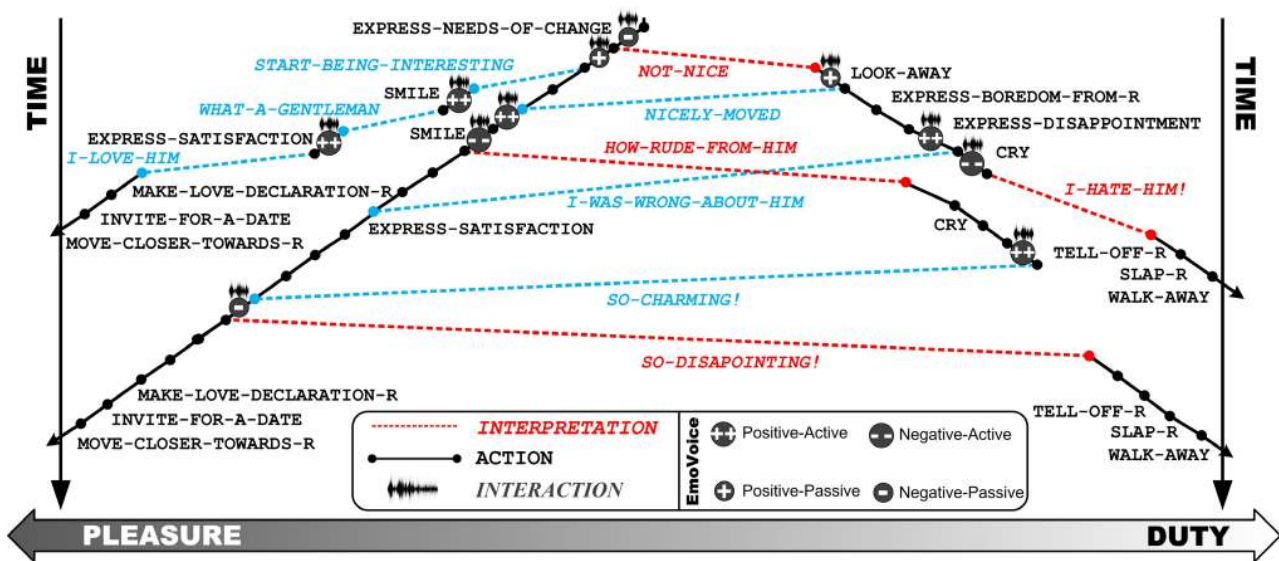 TIME
TIME
EXPRESS-NEEDS-OF-CHANGE
START-BEING-INTERESTING
NOT-NICE
LOOK-AWAY
SMILE
EXPRESS-BOREDOM-FROM-R
WHAT-A-GENTLEMAN
NICELY-MOVED
EXPRESS-DISAPPOINTMENT
EXPRESS-SATISFACTION
SMILE
HOW-RUDE-FROM-HIM
CRY
I-LOVE-HIM
MAKE-LOVE-DECLARATION-R
I-HATE-HIM!
I-WAS-WRONG-ABOUT-HIM
INVITE-FOR-A-DATE
EXPRESS-SATISFACTION
CRY
MOVE-CLOSER-TOWARDS-R
TELL-OFF-R
SLAP-R
WALK-AWAY
SO-CHARMING!
SO-DISAPOINTING!
MAKE-LOVE-DECLARATION-R
INVITE-FOR-A-DATE
MOVE-CLOSER-TOWARDS-R
TELL-OFF-R
SLAP-R
WALK-AWAY
INTERPRETATION
ACTION
INTERACTION
EmoVoice
++ Positive-Active
-- Negative-Active
+ Positive-Passive
- Negative-Passive
PLEASURE
DUTY